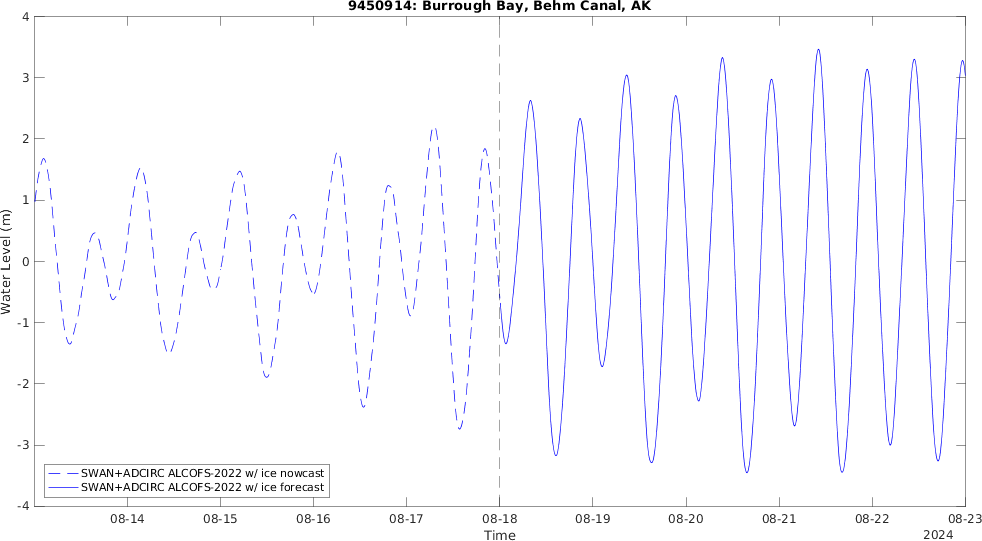 9450914: Burrough Bay, Behm Canal, AK
4
3
2
1
0
-1
-2
-3
-4
Water Level (m)
SWAN+ADCIRC ALCOFS-2022 w/ ice nowcast
SWAN+ADCIRC ALCOFS-2022 w/ ice forecast
08-14 08-15 08-16 08-17 08-18 08-19 08-20 08-21 08-22 08-23
Time
2024